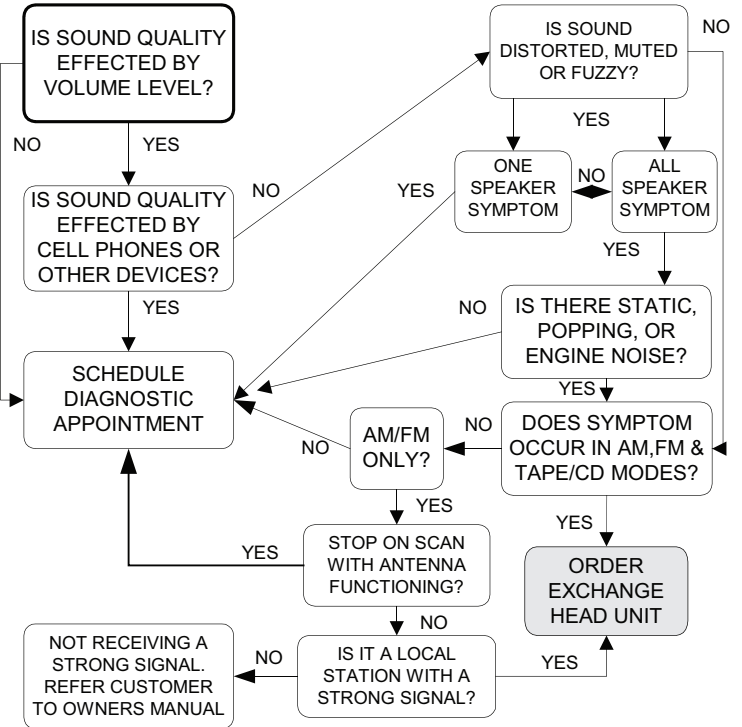 IS SOUND QUALITY
EFFECTED BY
VOLUME LEVEL?
NO
YES
IS SOUND QUALITY
EFFECTED BY
CELL PHONES OR
OTHER DEVICES?
NO
YES
SCHEDULE
DIAGNOSTIC
APPOINTMENT
IS SOUND
DISTORTED, MUTED
OR FUZZY?
NO
YES
ONE
SPEAKER
SYMPTOM
NO
ALL
SPEAKER
SYMPTOM
YES
YES
IS THERE STATIC,
POPPING, OR
ENGINE NOISE?
NO
YES
DOES SYMPTOM
OCCUR IN AM,FM &
TAPE/CD MODES?
NO
YES
AM/FM
ONLY?
NO
YES
STOP ON SCAN
WITH ANTENNA
FUNCTIONING?
YES
NO
ORDER
EXCHANGE
HEAD UNIT
IS IT A LOCAL
STATION WITH A
STRONG SIGNAL?
NO
YES
NOT RECEIVING A
STRONG SIGNAL.
REFER CUSTOMER
TO OWNERS MANUAL